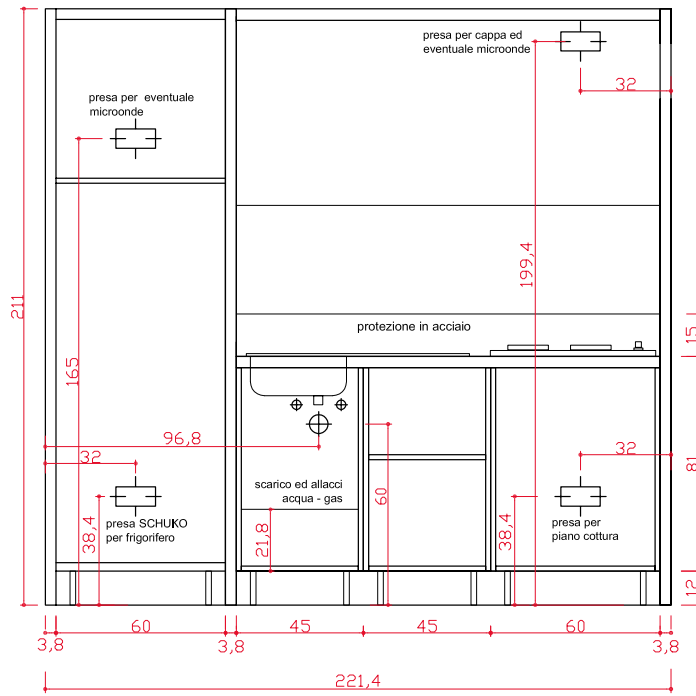 presa per cappa ed
eventuale microonde
32
presa per  eventuale
microonde
199,4
211
protezione in acciaio
15
165
96,8
32
32
81
scarico ed allacci
acqua - gas
60
presa SCHUKO
per frigorifero
38,4
21,8
38,4
presa per
piano cottura
12
3,8
60
3,8
45
45
60
3,8
221,4